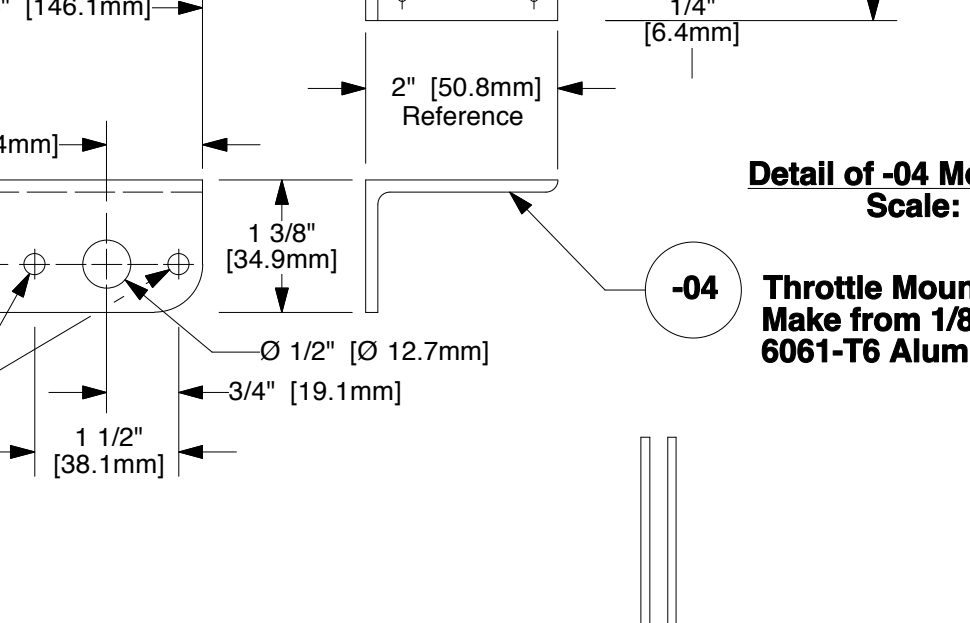 " [146.1mm]
1/4"
[6.4mm]
2" [50.8mm]
Reference
4mm]
Detail of -04 Mo
Scale:
1 3/8"
[34.9mm]
-04
Throttle Moun
Make from 1/8
6061-T6 Alum
Ø 1/2" [Ø 12.7mm]
3/4" [19.1mm]
1 1/2"
[38.1mm]